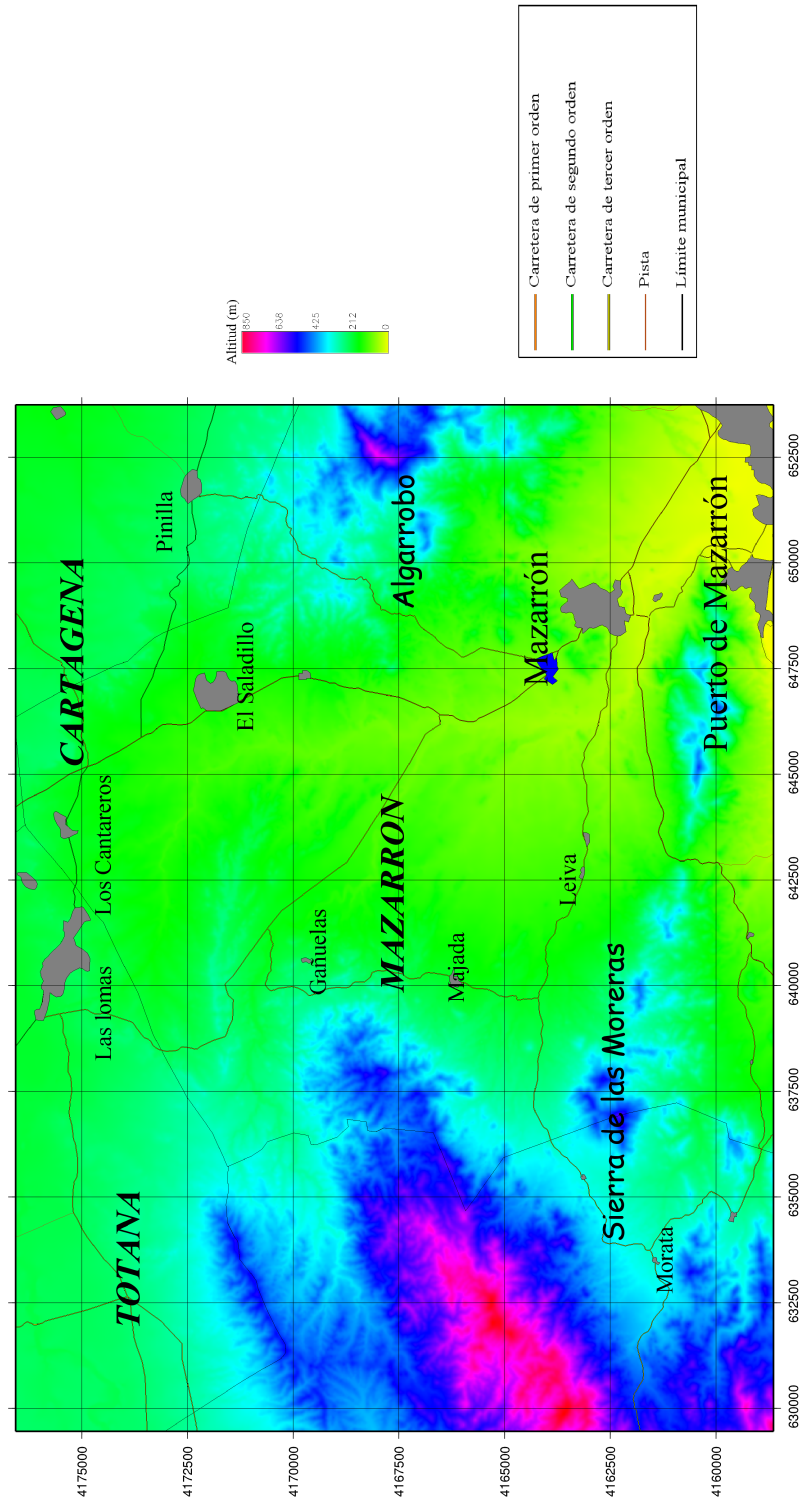 Altitud (m)
850
638
425
212
0
Carretera de primer orden
Carretera de segundo orden
Carretera de tercer orden
Pista
Límite municipal
TOTANA
CARTAGENA
Las lomas
Los Cantareros
Pinilla
El Saladillo
Gañuelas
MAZARRON
Algarrobo
Majada
Mazarrón
Leiva
Sierra de las Moreras
Morata
Puerto de Mazarrón
4175000
4172500
4170000
4167500
4165000
4162500
4160000
630000
632500
635000
637500
640000
642500
645000
647500
650000
652500